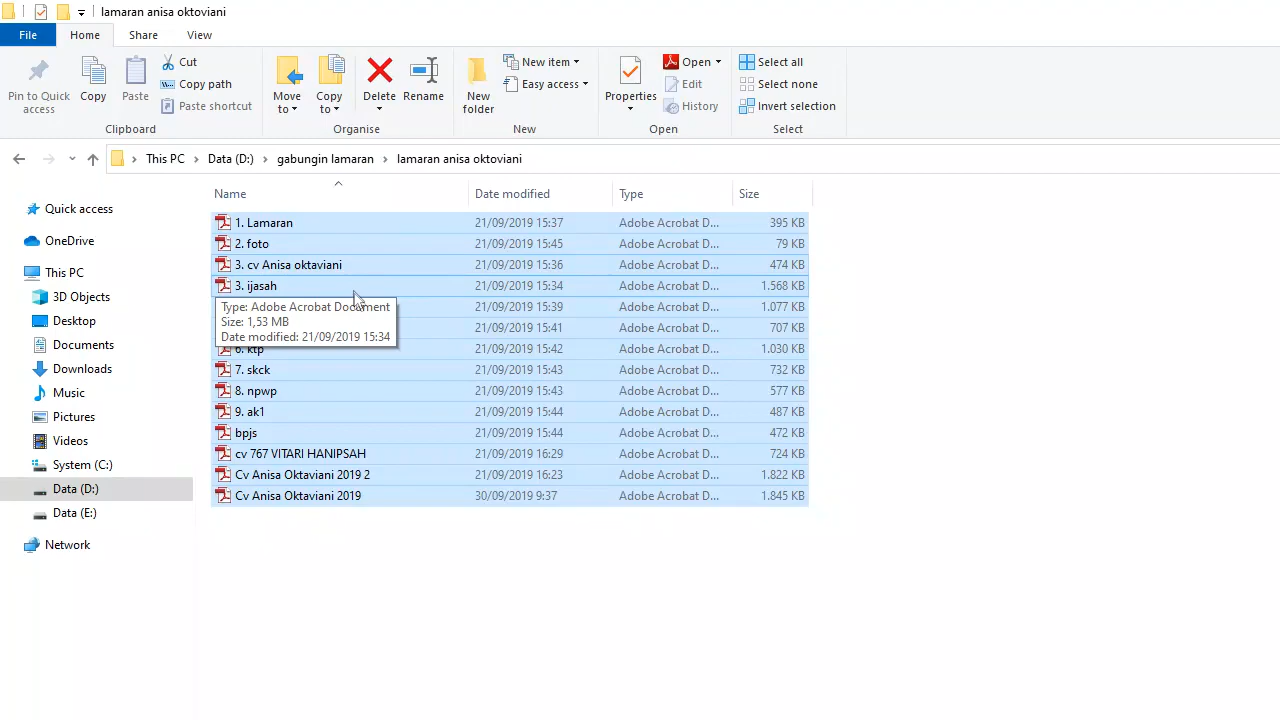 lamaran anisa oktoviani
File Home Share View
Pin to Quick access
Copy
Paste
Cut
Copy path
Paste shortcut
Clipboard
Move to
Copy to
Delete
Rename
Organise
New folder
New item
Easy access
New
Properties
Open
Edit
History
Open
Select all
Select none
Invert selection
Select
This PC > Data (D:) > gabungin lamaran > lamaran anisa oktoviani
Quick access
OneDrive
This PC
3D Objects
Desktop
Documents
Downloads
Music
Pictures
Videos
System (C:)
Data (D:)
Data (E:)
Network
Name Date modified Type Size
1. Lamaran 21/09/2019 15:37 Adobe Acrobat D... 395 KB
2. foto 21/09/2019 15:45 Adobe Acrobat D... 79 KB
3. cv Anisa oktaviani 21/09/2019 15:36 Adobe Acrobat D... 474 KB
3. ijasah 21/09/2019 15:34 Adobe Acrobat D... 1.568 KB
21/09/2019 15:39 Adobe Acrobat D... 1.077 KB
21/09/2019 15:41 Adobe Acrobat D... 707 KB
6. ktp 21/09/2019 15:42 Adobe Acrobat D... 1.030 KB
7. skck 21/09/2019 15:43 Adobe Acrobat D... 732 KB
8. npwp 21/09/2019 15:43 Adobe Acrobat D... 577 KB
9. ak1 21/09/2019 15:44 Adobe Acrobat D... 487 KB
bpjs 21/09/2019 15:44 Adobe Acrobat D... 472 KB
cv 767 VITARI HANIPSAH 21/09/2019 16:29 Adobe Acrobat D... 724 KB
Cv Anisa Oktaviani 2019 2 21/09/2019 16:23 Adobe Acrobat D... 1.822 KB
Cv Anisa Oktaviani 2019 30/09/2019 9:37 Adobe Acrobat D... 1.845 KB
Type: Adobe Acrobat Document
Size: 1,53 MB
Date modified: 21/09/2019 15:34